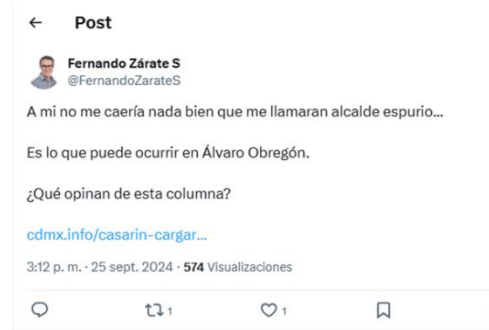 Post
Fernando Zárate S
@FernandoZarateS
A mi no me caería nada bien que me llamaran alcalde espurio...
Es lo que puede ocurrir en Álvaro Obregón.
¿Qué opinan de esta columna?
cdmx.info/casarin-cargar...
3:12 p. m. · 25 sept. 2024 · 574 Visualizaciones
1 1